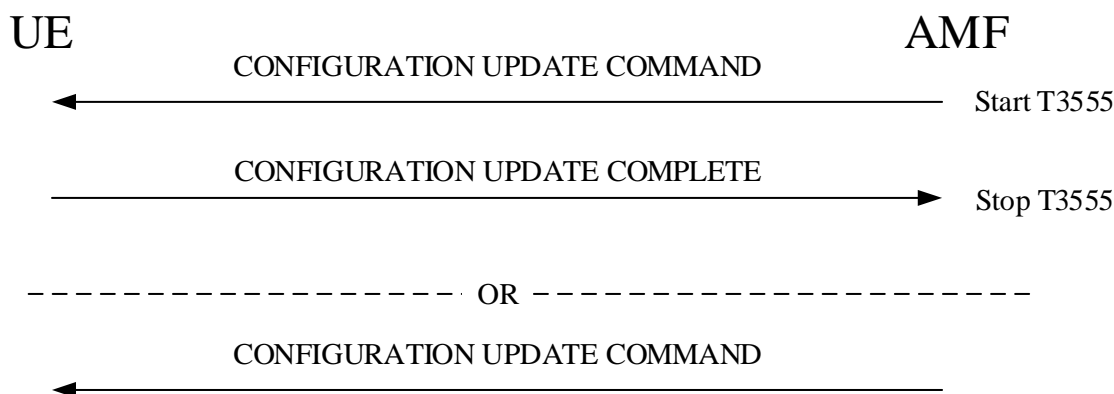 UE AMF
CONFIGURATION UPDATE COMMAND
Start T3555
CONFIGURATION UPDATE COMPLETE
Stop T3555
OR
CONFIGURATION UPDATE COMMAND